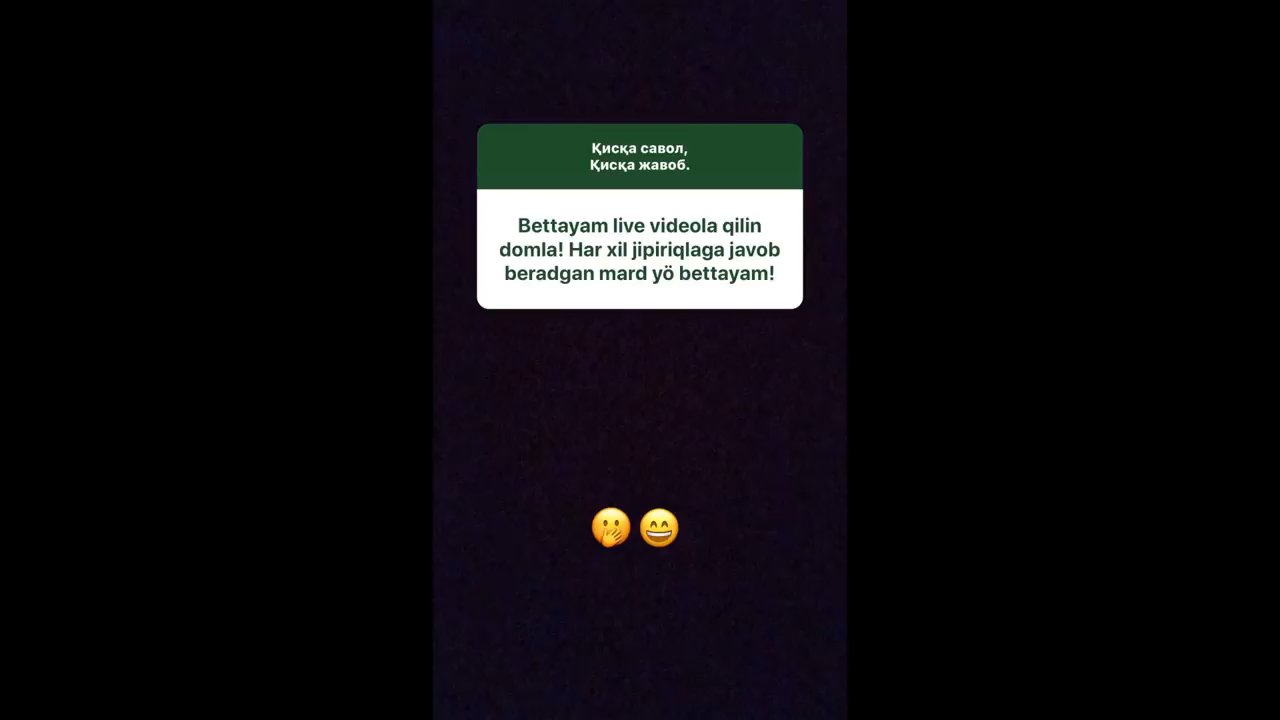 Қисқа савол,
Қисқа жавоб.
Bettayam live videola qilin
domla! Har xil jipiriqlaga javob
beradgan mard yö bettayam!